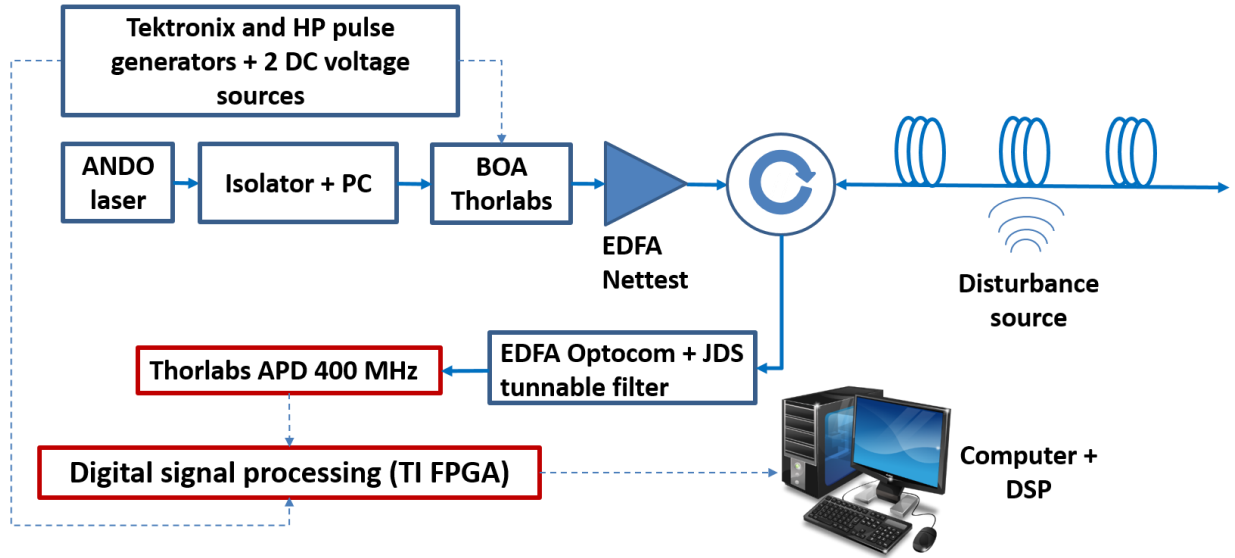 Tektronix and HP pulse
generators + 2 DC voltage
sources
ANDO
laser
Isolator + PC
BOA
Thorlabs
EDFA
Nettest
Disturbance
source
Thorlabs APD 400 MHz
EDFA Optocom + JDS
tunnable filter
Digital signal processing (TI FPGA)
Computer +
DSP